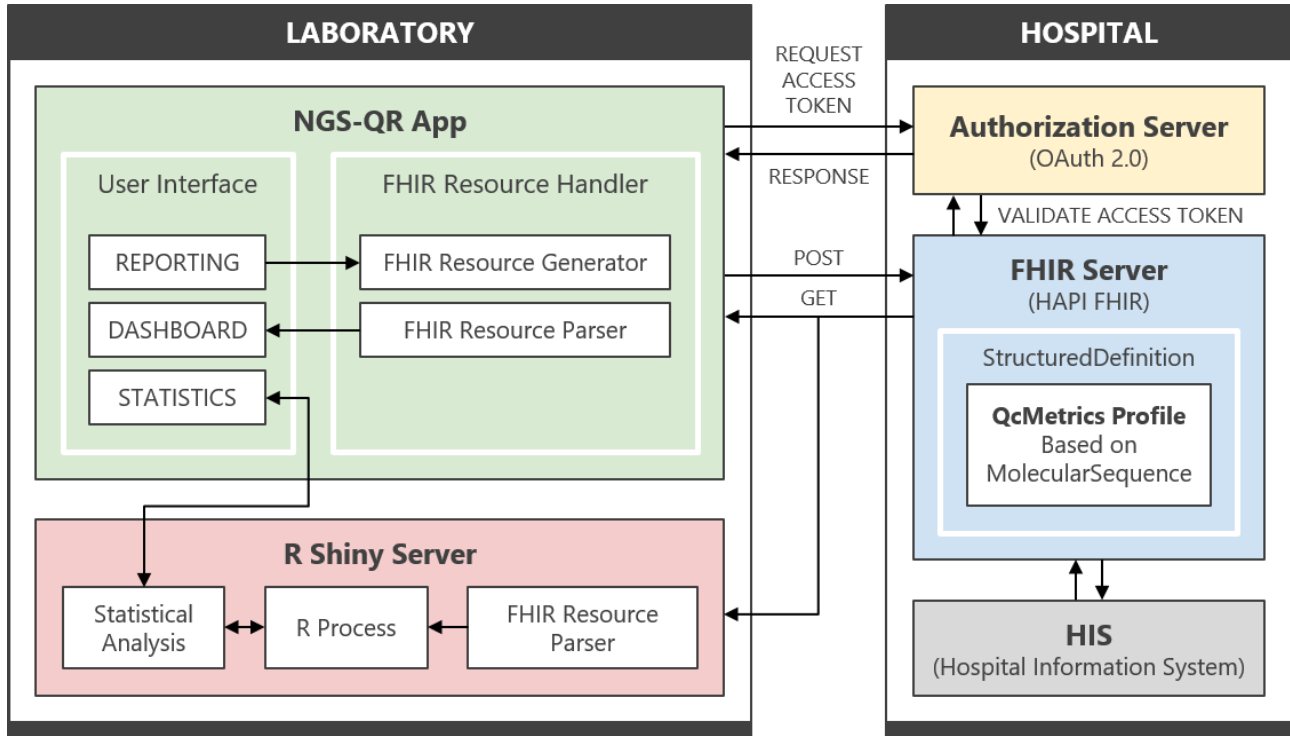 LABORATORY
NGS-QR App
User Interface
REPORTING
DASHBOARD
STATISTICS
FHIR Resource Handler
FHIR Resource Generator
FHIR Resource Parser
R Shiny Server
Statistical
Analysis
R Process
FHIR Resource
Parser
REQUEST
ACCESS
TOKEN
RESPONSE
POST
GET
HOSPITAL
Authorization Server
(OAuth 2.0)
VALIDATE ACCESS TOKEN
FHIR Server
(HAPI FHIR)
StructuredDefinition
QcMetrics Profile
Based on
MolecularSequence
HIS
(Hospital Information System)